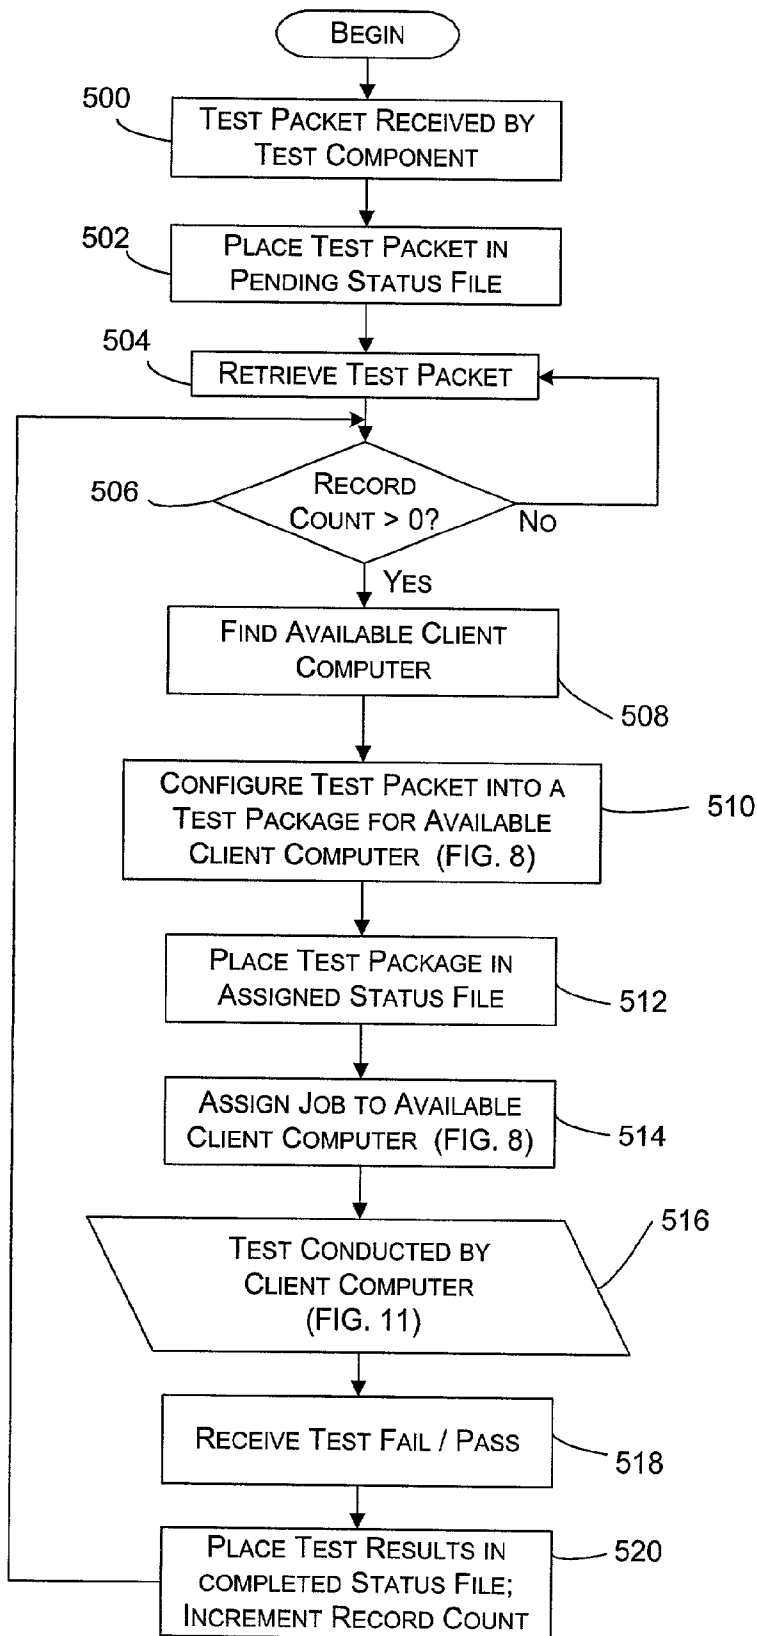 BEGIN
500
TEST PACKET RECEIVED BY
TEST COMPONENT
502
PLACE TEST PACKET IN
PENDING STATUS FILE
504
RETRIEVE TEST PACKET
506
RECORD
COUNT > 0?
NO
YES
FIND AVAILABLE CLIENT
COMPUTER
508
CONFIGURE TEST PACKET INTO A
TEST PACKAGE FOR AVAILABLE
CLIENT COMPUTER (FIG. 8)
510
PLACE TEST PACKAGE IN
ASSIGNED STATUS FILE
512
ASSIGN JOB TO AVAILABLE
CLIENT COMPUTER (FIG. 8)
514
TEST CONDUCTED BY
CLIENT COMPUTER
(FIG. 11)
516
RECEIVE TEST FAIL / PASS
518
PLACE TEST RESULTS IN
COMPLETED STATUS FILE;
INCREMENT RECORD COUNT
520